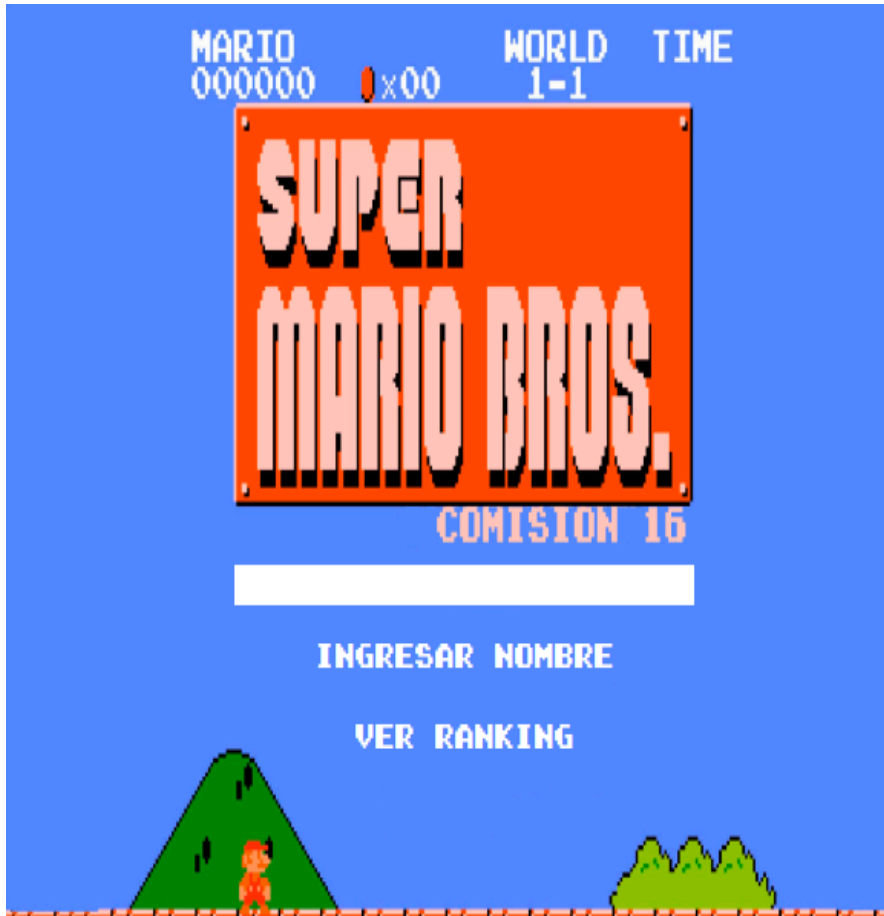 MARIO WORLD TIME
000000 x00 1-1
SUPER
MARIO BROS.
COMISION 16
INGRESAR NOMBRE
VER RANKING